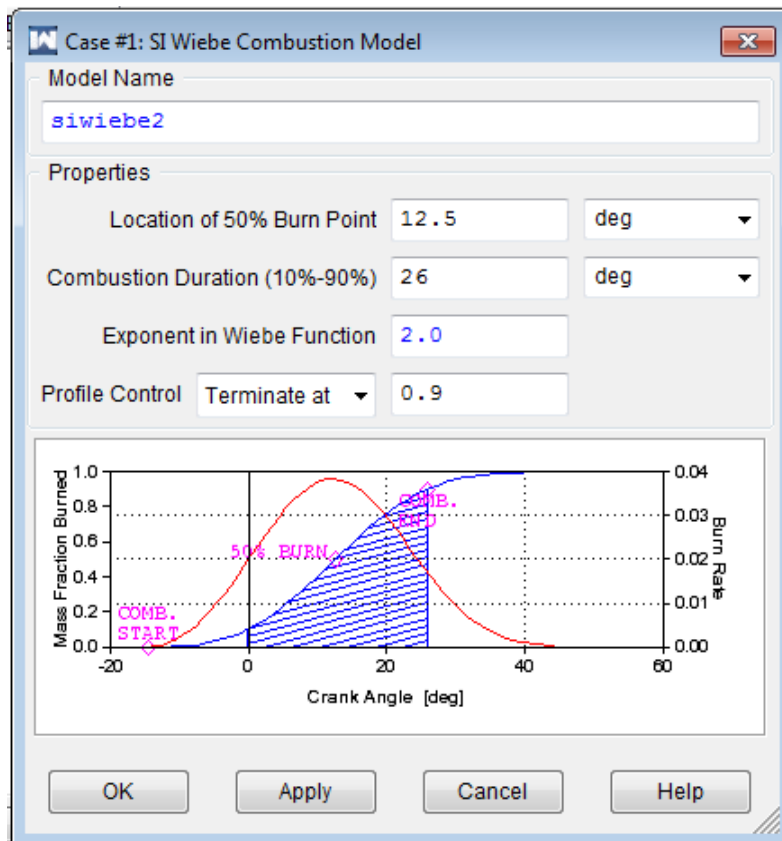 Case #1: SI Wiebe Combustion Model
Model Name
siwiebe2
Properties
Location of 50% Burn Point 12.5 deg
Combustion Duration (10%-90%) 26 deg
Exponent in Wiebe Function 2.0
Profile Control Terminate at 0.9
Mass Fraction Burned
1.0
0.8
0.6
0.4
0.2
0.0
COMB.
START
50% BURN
COMB.
END
0.04
0.03
0.02
0.01
0.00
Burn Rate
-20 0 20 40 60
Crank Angle [deg]
OK Apply Cancel Help